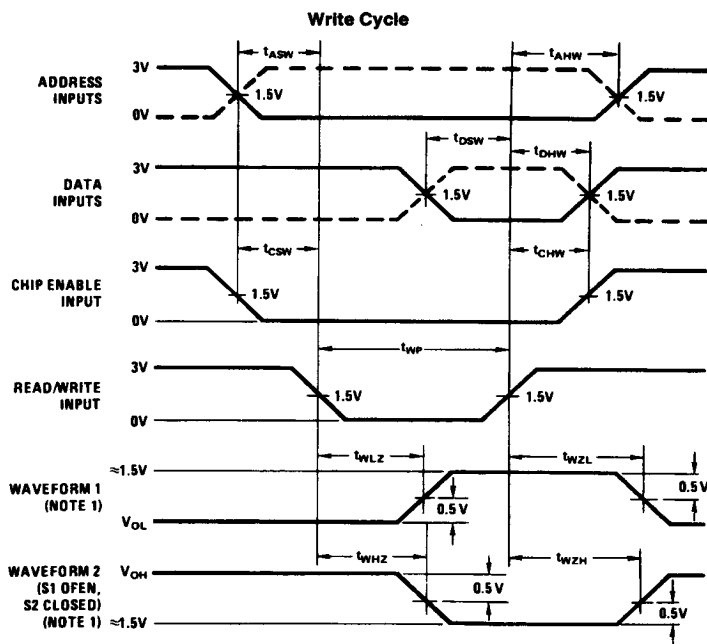 Write Cycle
tASW
tAHW
ADDRESS
INPUTS
3V
0V
1.5V
1.5V
tDSW
tDHW
DATA
INPUTS
3V
0V
1.5V
1.5V
tCSW
tCHW
CHIP ENABLE
INPUT
3V
0V
1.5V
1.5V
tWP
READ/WRITE
INPUT
3V
0V
1.5V
1.5V
tWLZ
tWZL
WAVEFORM 1
(NOTE 1)
≈1.5V
VOL
0.5 V
0.5 V
tWHZ
tWZH
WAVEFORM 2
(S1 OFEN,
S2 CLOSED)
(NOTE 1)
VOH
≈1.5V
0.5 V
0.5V